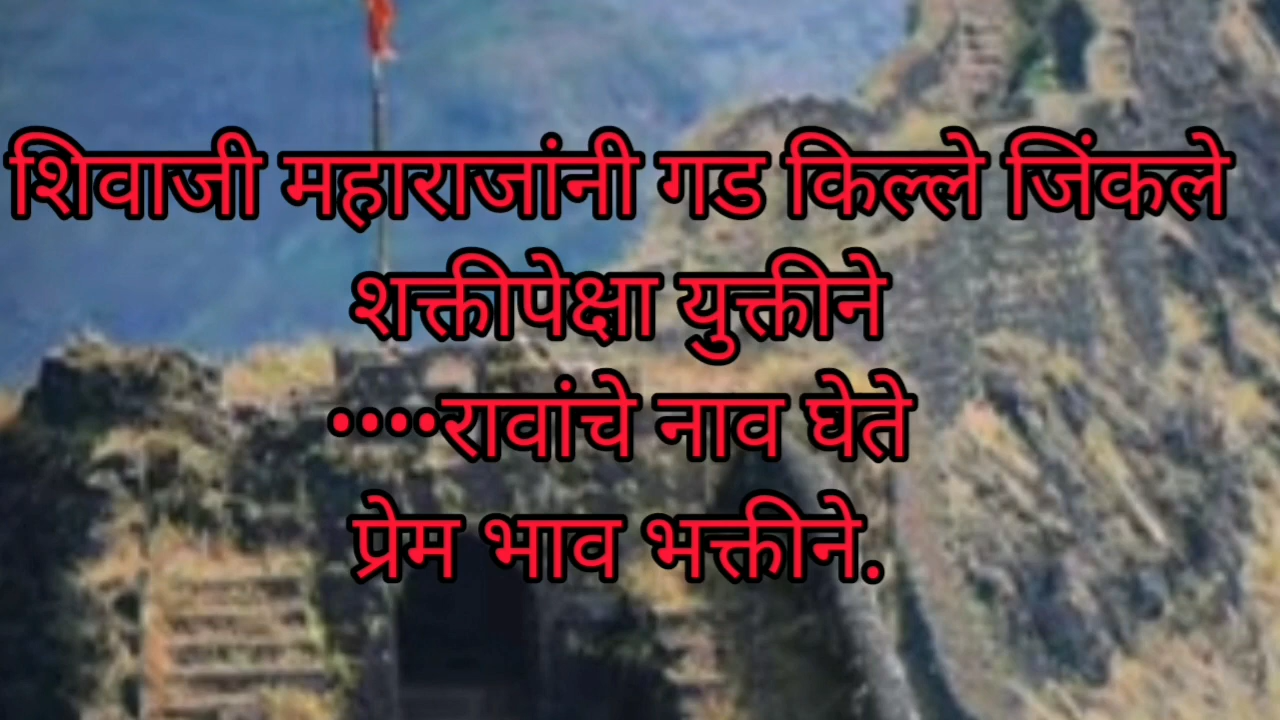 शिवाजी महाराजांनी गड किल्ले जिंकले
शक्तीपेक्षा युक्तीने
····रावांचे नाव घेते
प्रेम भाव भक्तीने.